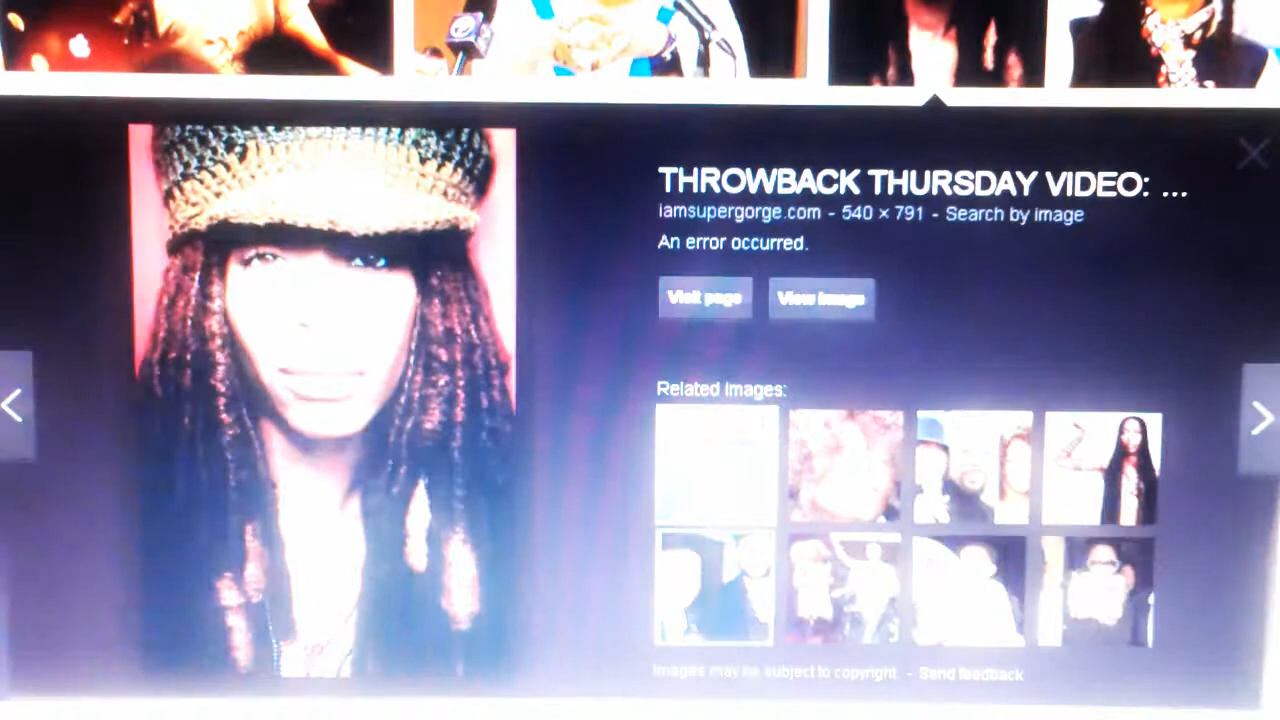 THROWBACK THURSDAY VIDEO: ...
iamsupergorge.com - 540 × 791 - Search by image
An error occurred.
Visit page View image
Related images:
Images may be subject to copyright. - Send feedback